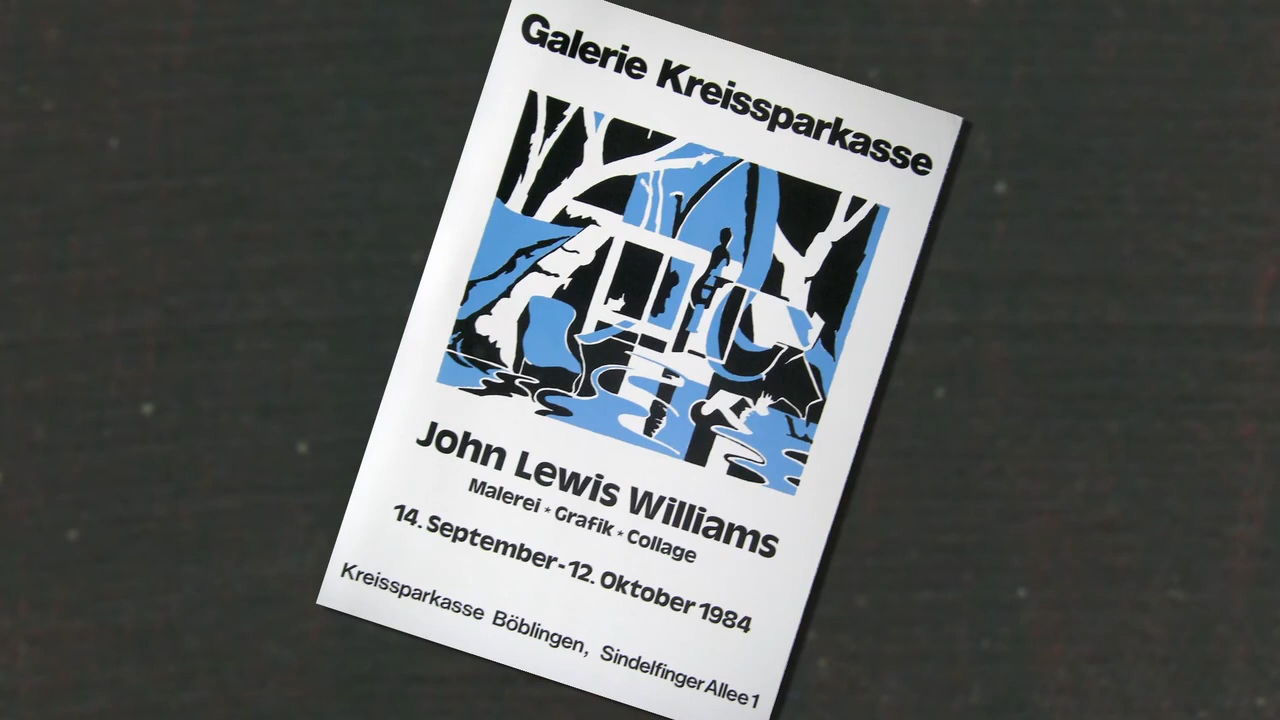 Galerie Kreissparkasse
John Lewis Williams
Malerei * Grafik * Collage
14. September - 12. Oktober 1984
Kreissparkasse Böblingen, Sindelfinger Allee 1